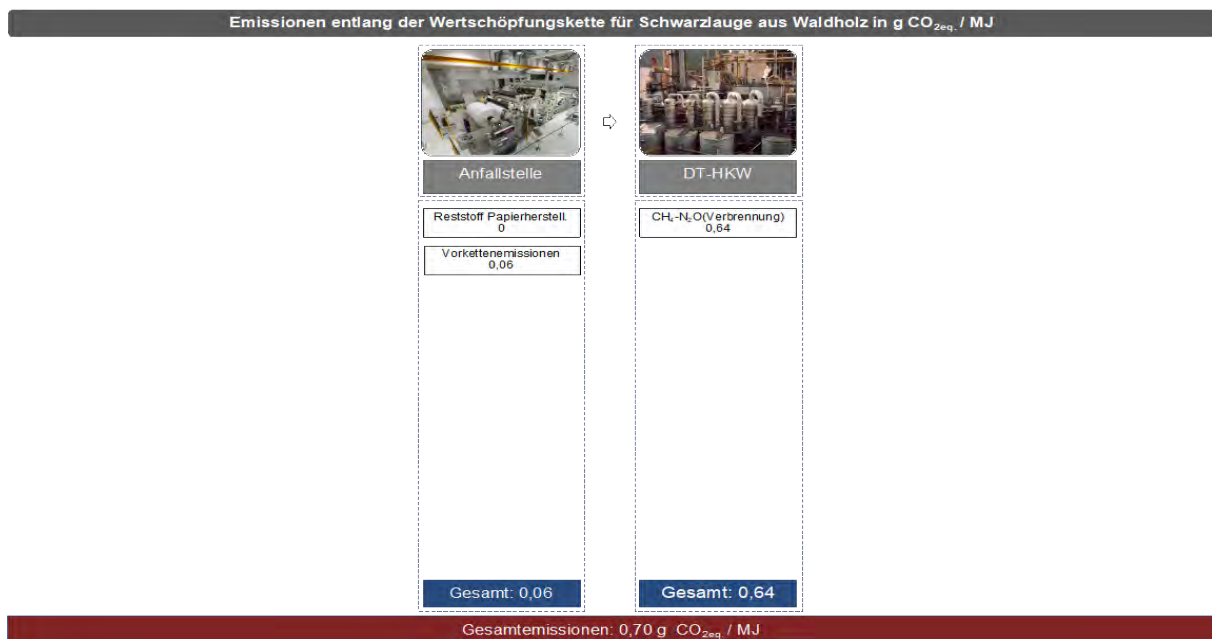 Emissionen entlang der Wertschöpfungskette für Schwarzlauge aus Waldholz in g CO₂eq. / MJ
Anfallstelle
DT-HKW
Reststoff Papierherstell.
0
CH₄-N₂O(Verbrennung)
0,64
Vorkettenemissionen
0,06
Gesamt: 0,06
Gesamt: 0,64
Gesamtemissionen: 0,70 g CO₂eq / MJ